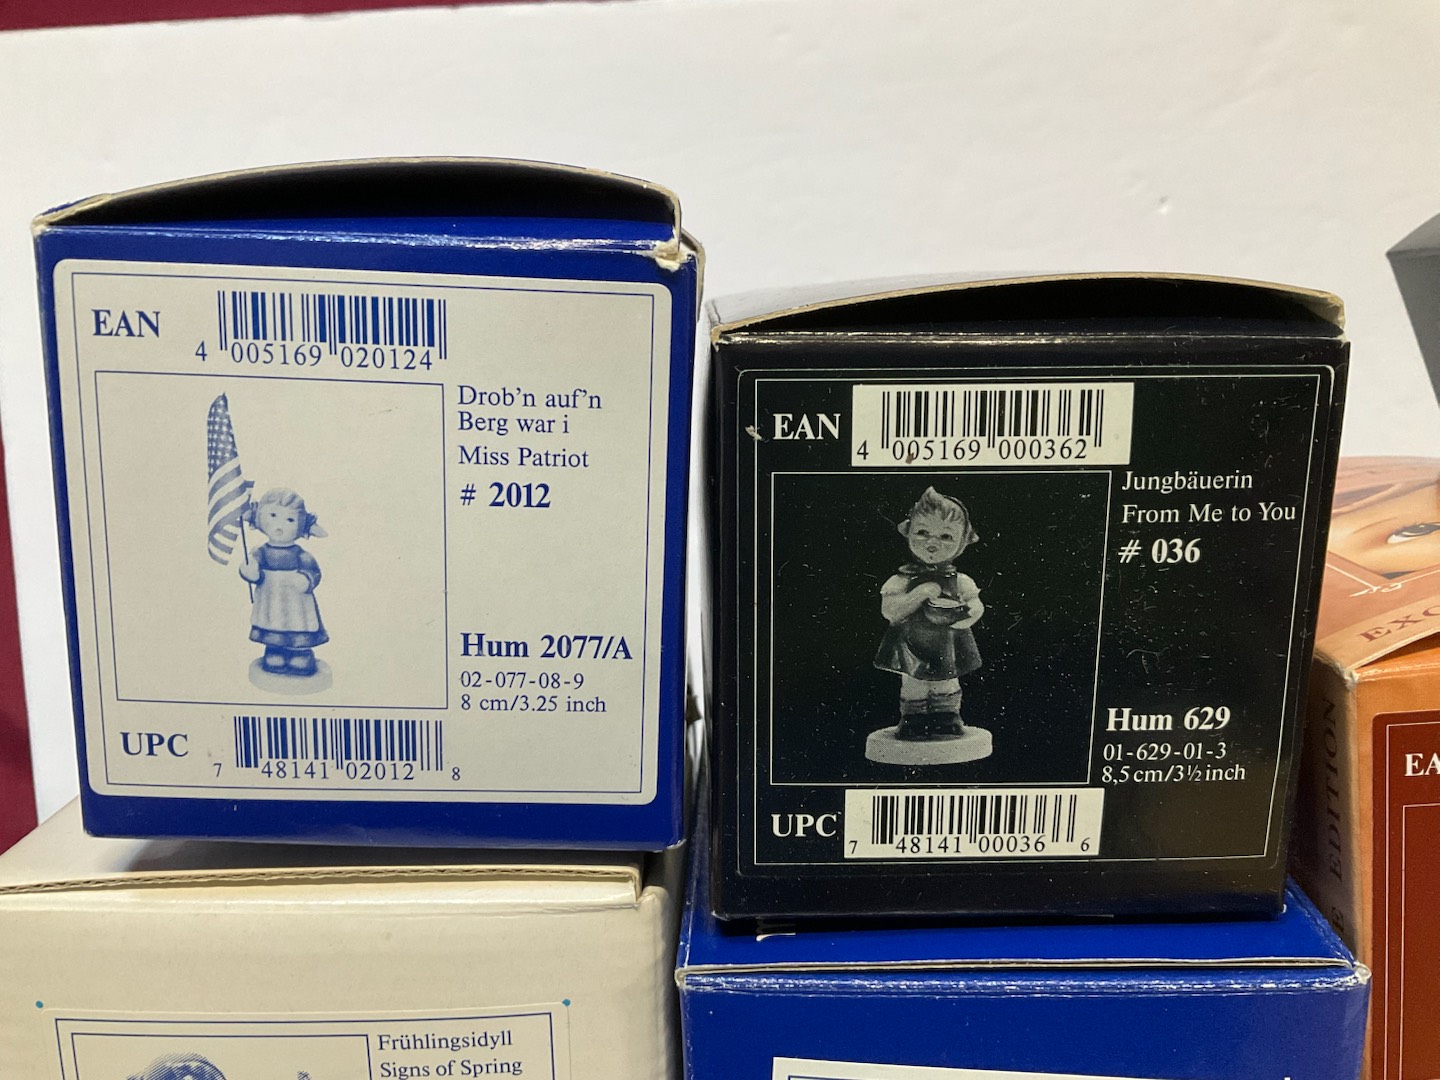 EAN
4 005169 020124
Drob'n auf'n
Berg war i
Miss Patriot
# 2012
Hum 2077/A
02-077-08-9
8 cm/3.25 inch
UPC
7 48141 02012 8
EAN
4 005169 000362
Jungbäuerin
From Me to You
# 036
Hum 629
01-629-01-3
8,5 cm/3½ inch
UPC
7 48141 00036 6
Frühlingsidyll
Signs of Spring
EDITION